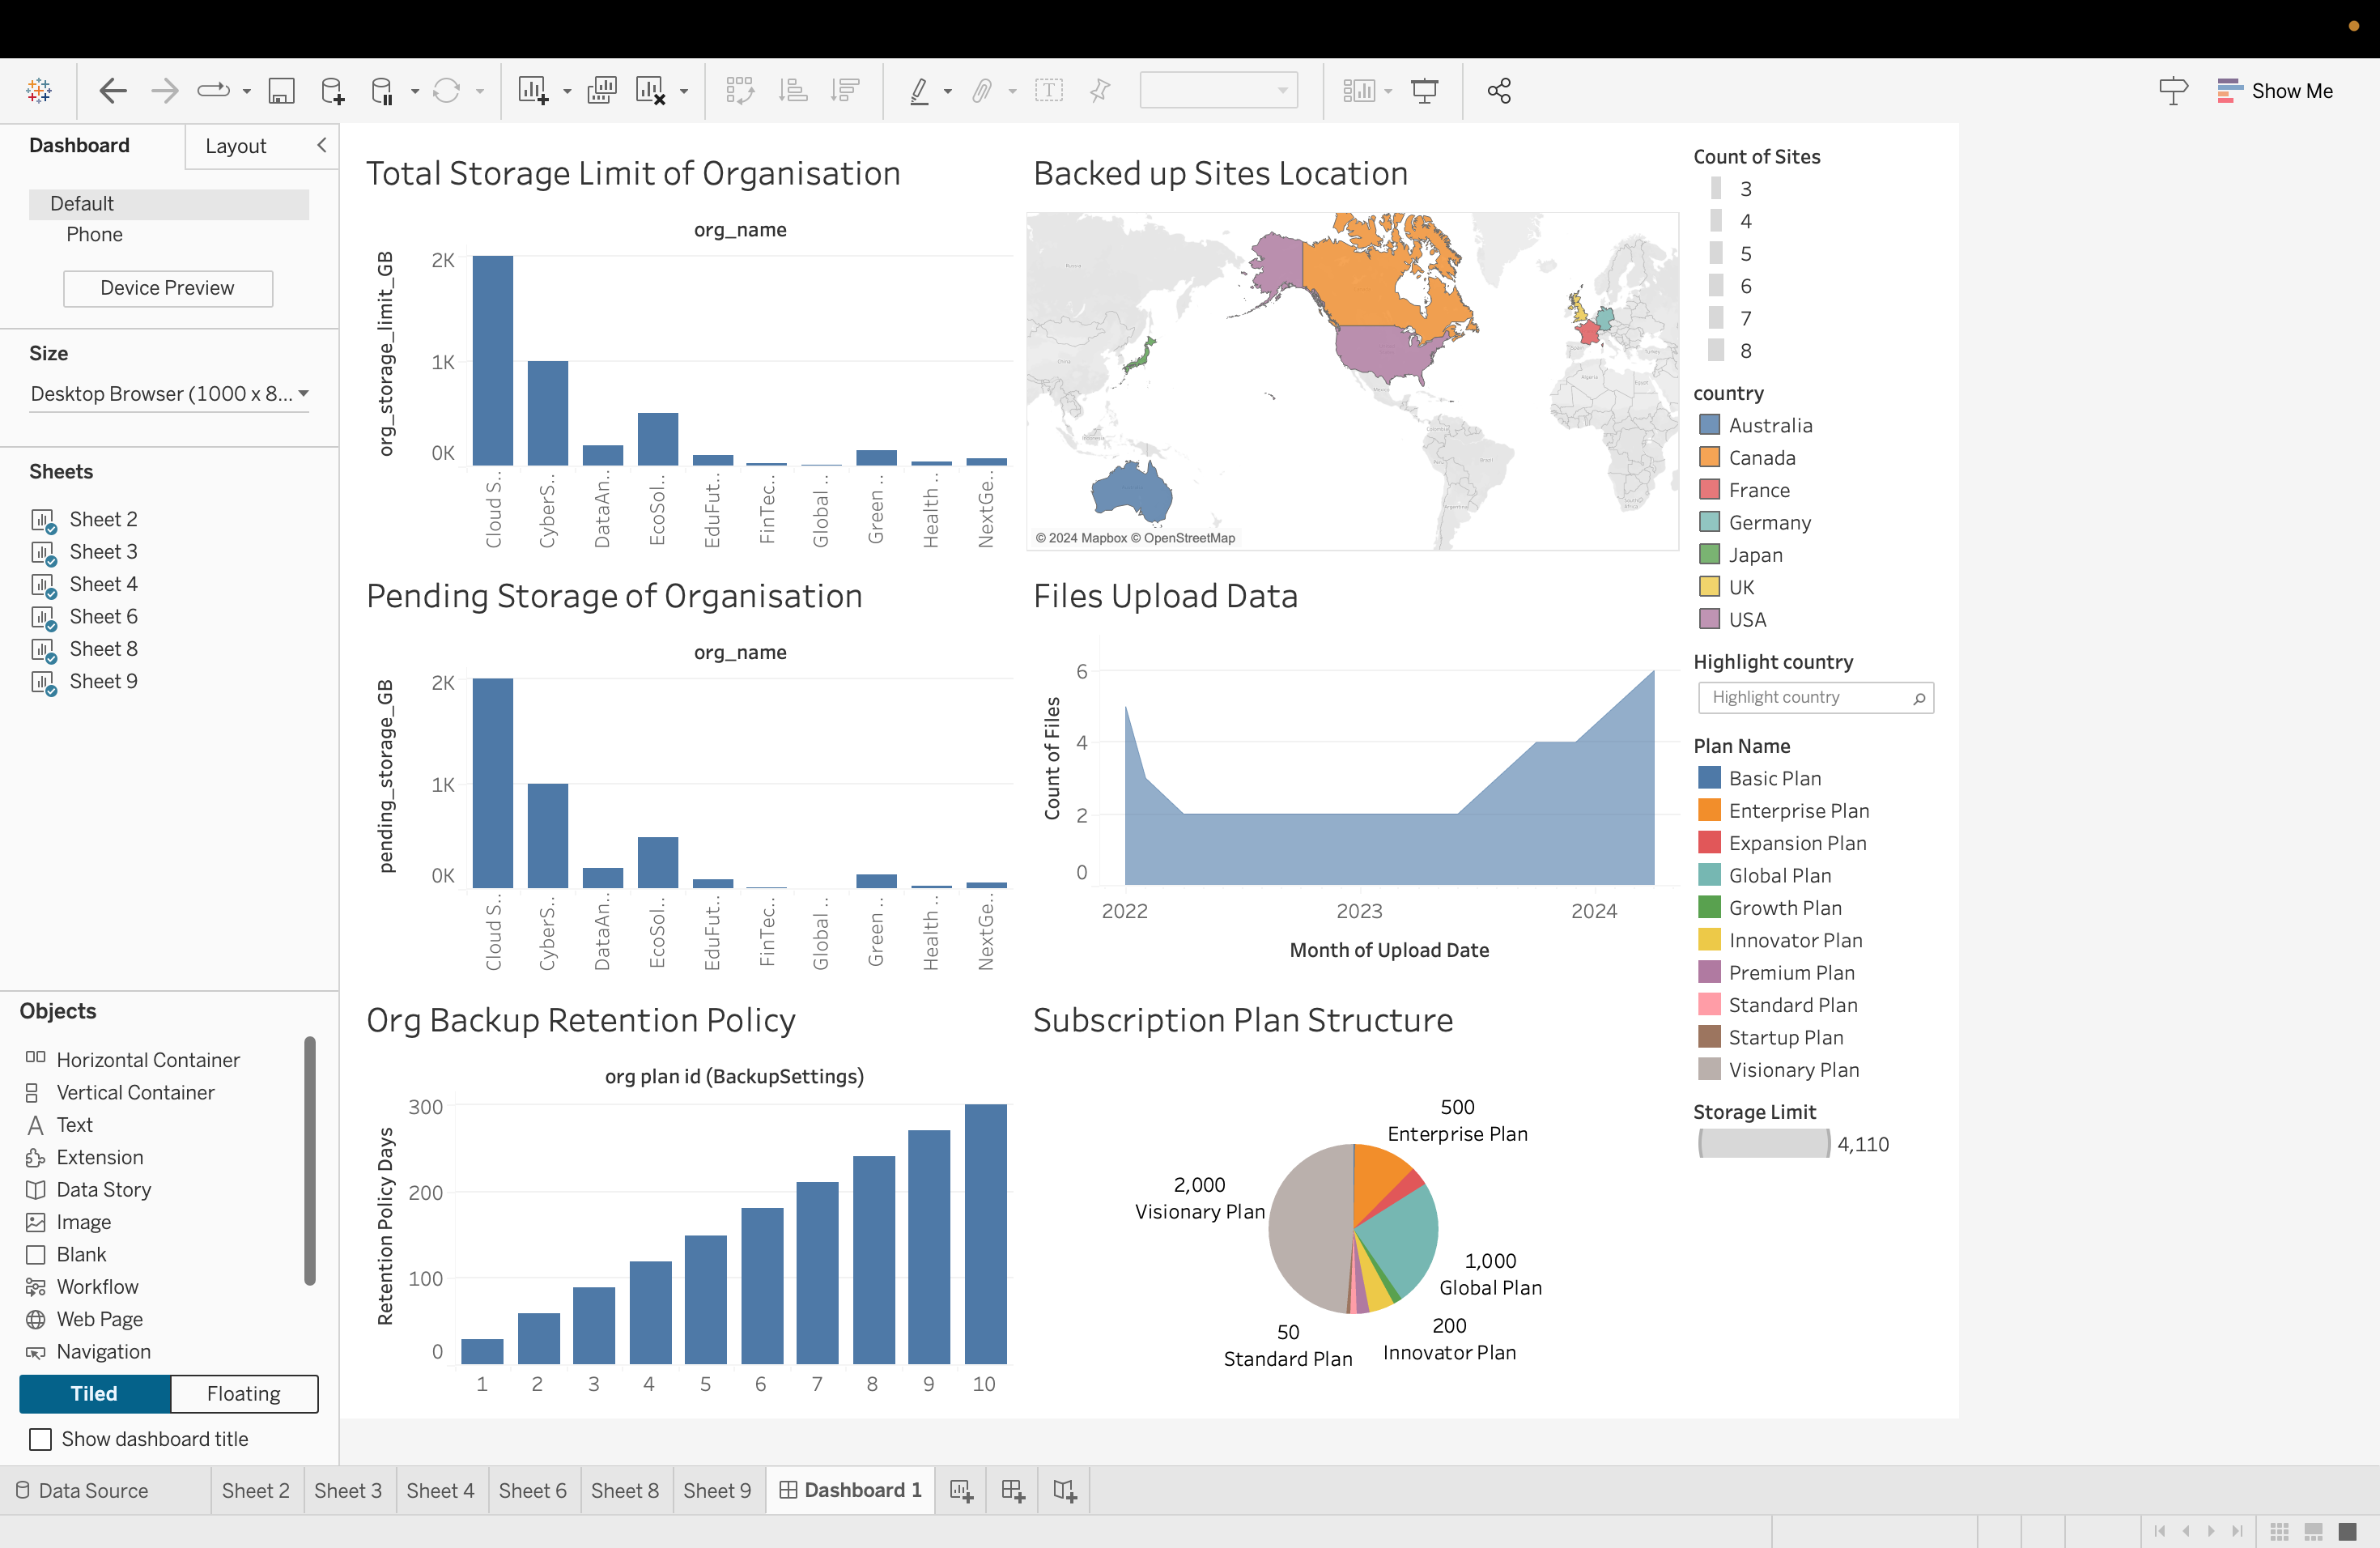 Show Me
Dashboard
Layout
Default
Phone
Device Preview
Size
Desktop Browser (1000 x 8...
Sheets
Sheet 2
Sheet 3
Sheet 4
Sheet 6
Sheet 8
Sheet 9
Objects
Horizontal Container
Vertical Container
Text
Extension
Data Story
Image
Blank
Workflow
Web Page
Navigation
Tiled
Floating
Show dashboard title
Total Storage Limit of Organisation
org_name
org_storage_limit_GB
2K
1K
0K
Cloud S..
CyberS..
DataAn..
EcoSol..
EduFut..
FinTec..
Global ..
Green ..
Health ..
NextGe..
Backed up Sites Location
© 2024 Mapbox © OpenStreetMap
Pending Storage of Organisation
org_name
pending_storage_GB
2K
1K
0K
Cloud S..
CyberS..
DataAn..
EcoSol..
EduFut..
FinTec..
Global ..
Green ..
Health ..
NextGe..
Files Upload Data
Count of Files
6
4
2
0
2022
2023
2024
Month of Upload Date
Org Backup Retention Policy
org plan id (BackupSettings)
Retention Policy Days
300
200
100
0
1
2
3
4
5
6
7
8
9
10
Subscription Plan Structure
500
Enterprise Plan
2,000
Visionary Plan
1,000
Global Plan
50
Standard Plan
200
Innovator Plan
Count of Sites
3
4
5
6
7
8
country
Australia
Canada
France
Germany
Japan
UK
USA
Highlight country
Highlight country
Plan Name
Basic Plan
Enterprise Plan
Expansion Plan
Global Plan
Growth Plan
Innovator Plan
Premium Plan
Standard Plan
Startup Plan
Visionary Plan
Storage Limit
4,110
Data Source
Sheet 2
Sheet 3
Sheet 4
Sheet 6
Sheet 8
Sheet 9
Dashboard 1